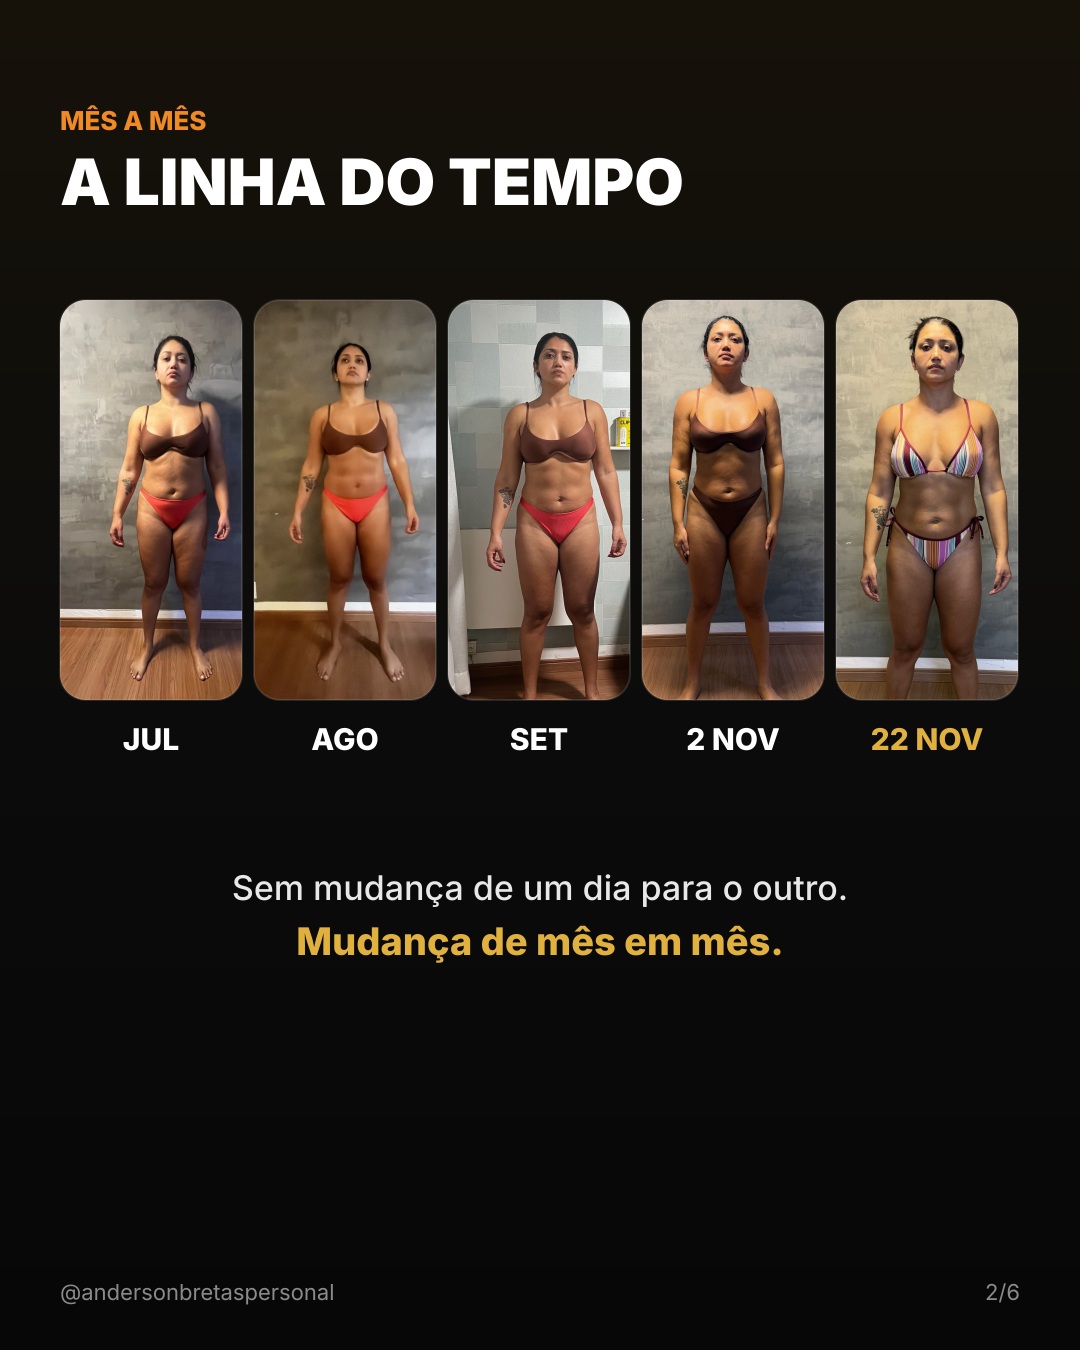 MÊS A MÊS
A LINHA DO TEMPO
JUL
AGO
SET
2 NOV
22 NOV
Sem mudança de um dia para o outro.
Mudança de mês em mês.
@andersonbretaspersonal
2/6